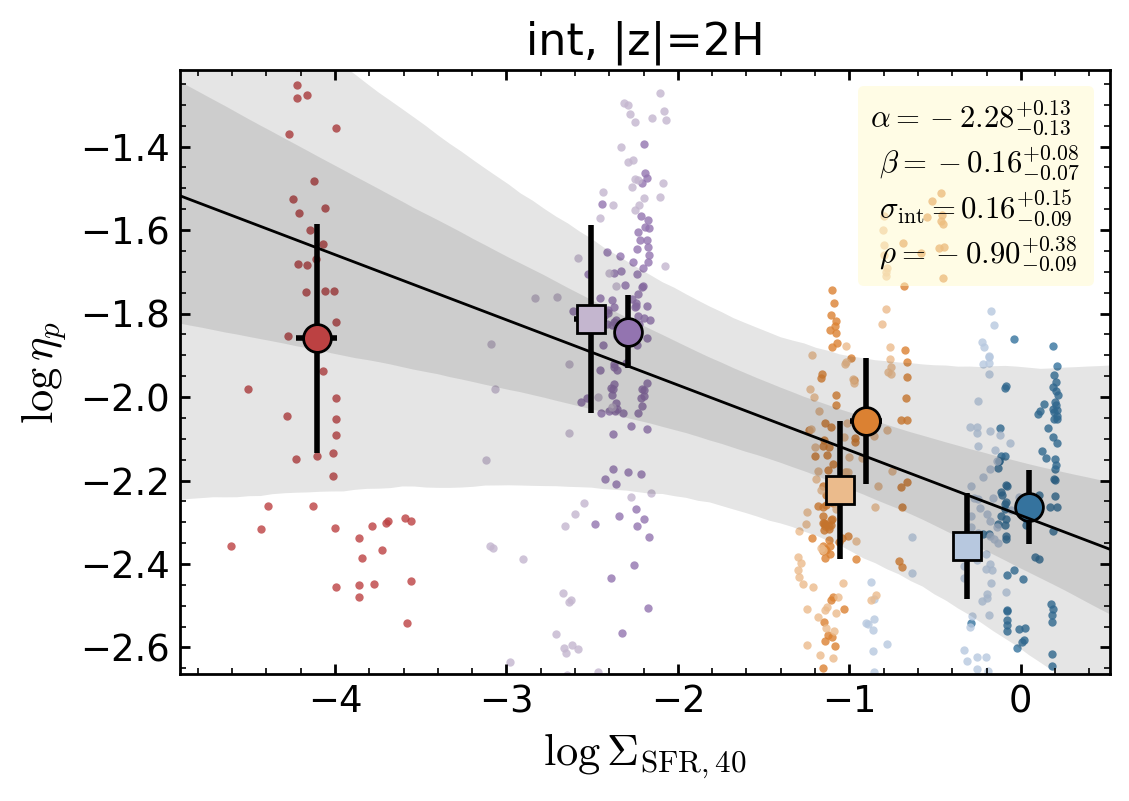 int, |z|=2H
α = −2.28^{+0.13}_{−0.13}
β = −0.16^{+0.08}_{−0.07}
σ_int = 0.16^{+0.15}_{−0.09}
ρ = −0.90^{+0.38}_{−0.09}
log η_p
−1.4
−1.6
−1.8
−2.0
−2.2
−2.4
−2.6
−4 −3 −2 −1 0
log Σ_{SFR, 40}